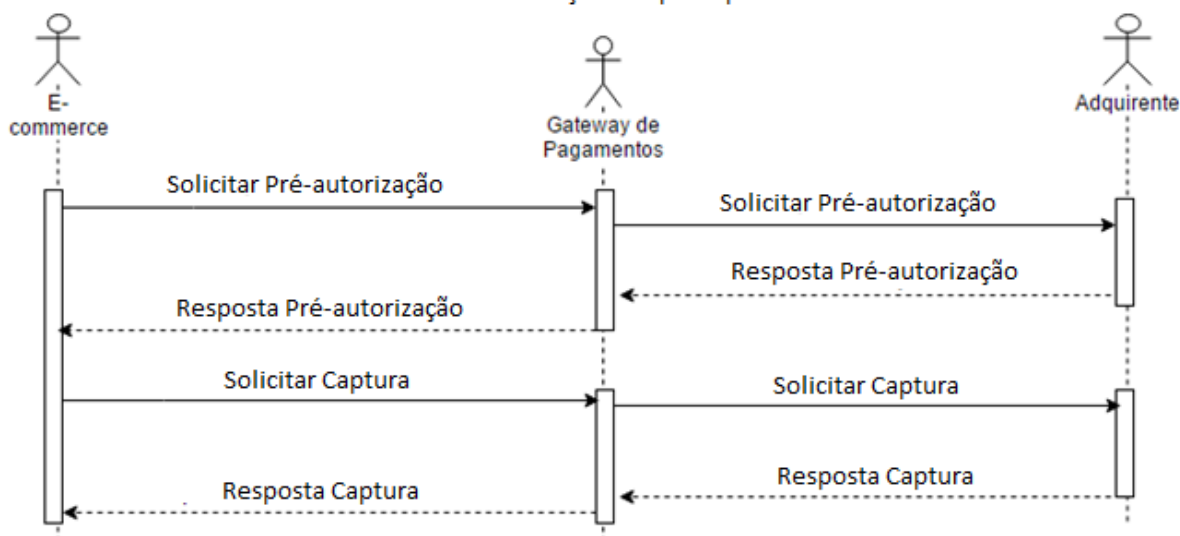 E-
commerce
Gateway de
Pagamentos
Adquirente
Solicitar Pré-autorização
Solicitar Pré-autorização
Resposta Pré-autorização
Resposta Pré-autorização
Solicitar Captura
Solicitar Captura
Resposta Captura
Resposta Captura